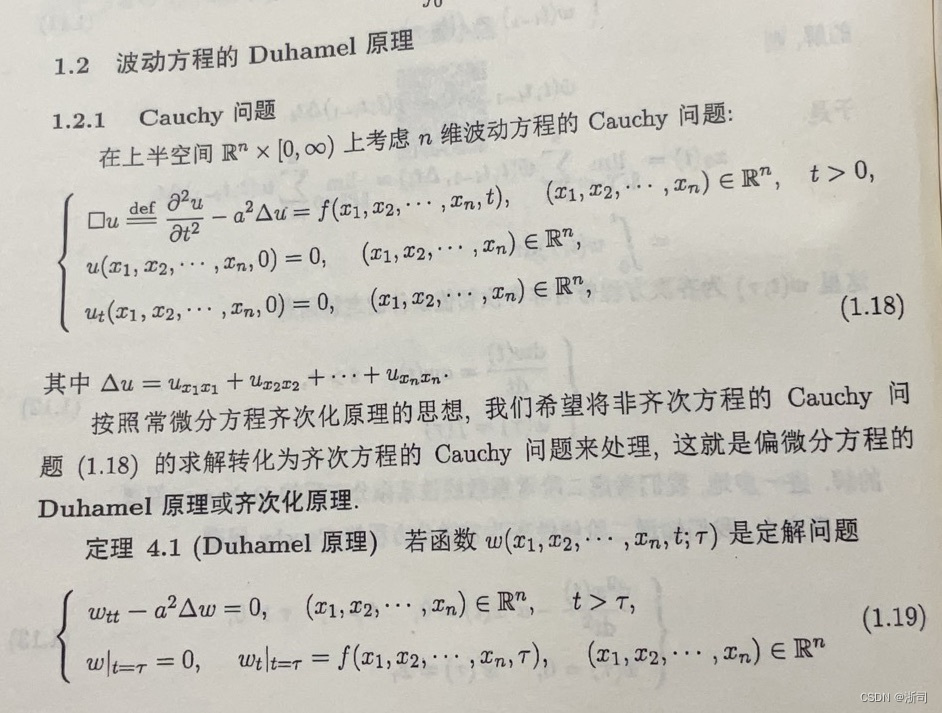 1.2 波动方程的 Duhamel 原理
1.2.1 Cauchy 问题
在上半空间 ℝⁿ × [0, ∞) 上考虑 n 维波动方程的 Cauchy 问题:
□u def== ∂²u/∂t² − a²Δu = f(x₁, x₂, ⋯, xₙ, t), (x₁, x₂, ⋯, xₙ) ∈ ℝⁿ, t > 0,
u(x₁, x₂, ⋯, xₙ, 0) = 0, (x₁, x₂, ⋯, xₙ) ∈ ℝⁿ,
uₜ(x₁, x₂, ⋯, xₙ, 0) = 0, (x₁, x₂, ⋯, xₙ) ∈ ℝⁿ,
(1.18)
其中 Δu = u_{x₁x₁} + u_{x₂x₂} + ⋯ + u_{xₙxₙ}.
按照常微分方程齐次化原理的思想, 我们希望将非齐次方程的 Cauchy 问
题 (1.18) 的求解转化为齐次方程的 Cauchy 问题来处理, 这就是偏微分方程的
Duhamel 原理或齐次化原理.
定理 4.1 (Duhamel 原理) 若函数 w(x₁, x₂, ⋯, xₙ, t; τ) 是定解问题
wₜₜ − a²Δw = 0, (x₁, x₂, ⋯, xₙ) ∈ ℝⁿ, t > τ,
(1.19)
w|ₜ₌τ = 0, wₜ|ₜ₌τ = f(x₁, x₂, ⋯, xₙ, τ), (x₁, x₂, ⋯, xₙ) ∈ ℝⁿ
CSDN @浙司